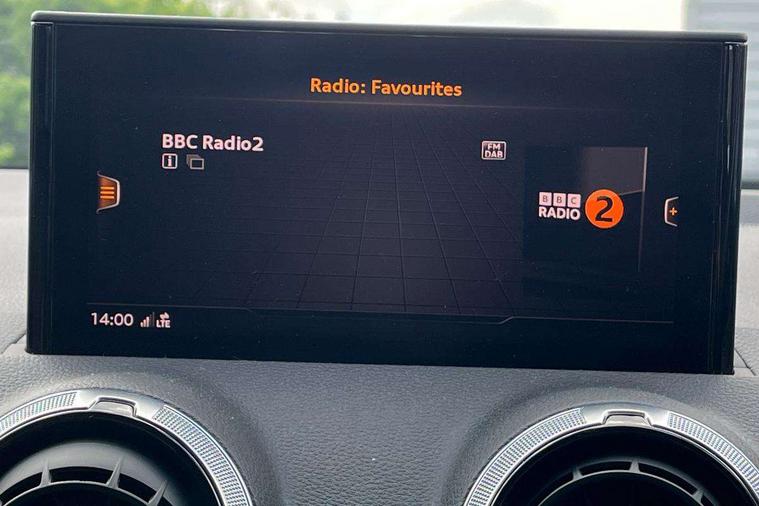 Radio: Favourites
BBC Radio2
i
FM
DAB
BBC
RADIO 2
+
14:00 LTE